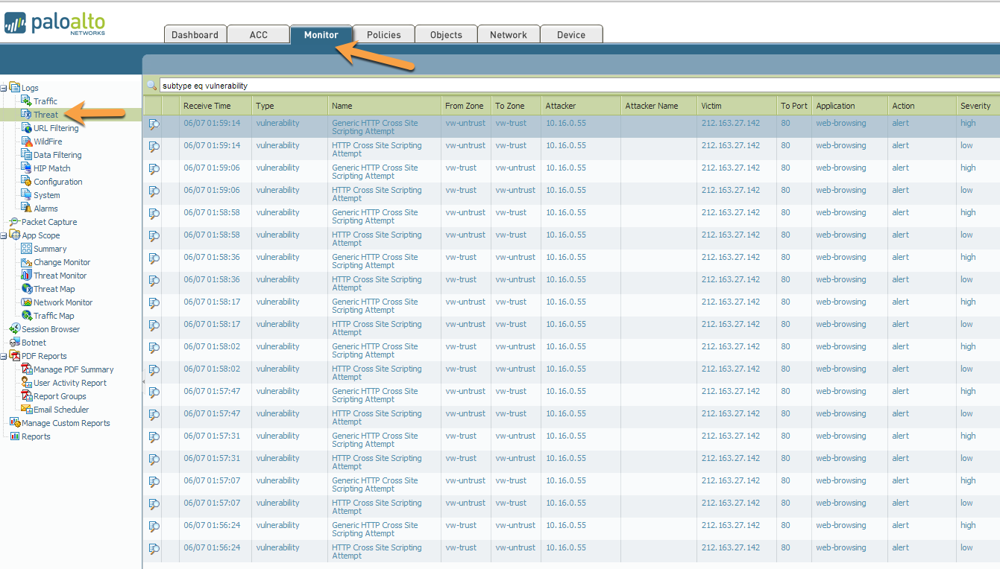 paloalto
NETWORKS
Dashboard ACC Monitor Policies Objects Network Device
subtype eq vulnerability
Logs
Traffic
Threat
URL Filtering
WildFire
Data Filtering
HIP Match
Configuration
System
Alarms
Packet Capture
App Scope
Summary
Change Monitor
Threat Monitor
Threat Map
Network Monitor
Traffic Map
Session Browser
Botnet
PDF Reports
Manage PDF Summary
User Activity Report
Report Groups
Email Scheduler
Manage Custom Reports
Reports
Receive Time Type Name From Zone To Zone Attacker Attacker Name Victim To Port Application Action Severity
06/07 01:59:14 vulnerability Generic HTTP Cross Site vw-untrust vw-trust 10.16.0.55 212.163.27.142 80 web-browsing alert high
Scripting Attempt
06/07 01:59:14 vulnerability HTTP Cross Site Scripting vw-untrust vw-trust 10.16.0.55 212.163.27.142 80 web-browsing alert low
Attempt
06/07 01:59:06 vulnerability Generic HTTP Cross Site vw-trust vw-untrust 10.16.0.55 212.163.27.142 80 web-browsing alert high
Scripting Attempt
06/07 01:59:06 vulnerability HTTP Cross Site Scripting vw-trust vw-untrust 10.16.0.55 212.163.27.142 80 web-browsing alert low
Attempt
06/07 01:58:58 vulnerability Generic HTTP Cross Site vw-untrust vw-trust 10.16.0.55 212.163.27.142 80 web-browsing alert high
Scripting Attempt
06/07 01:58:58 vulnerability HTTP Cross Site Scripting vw-untrust vw-trust 10.16.0.55 212.163.27.142 80 web-browsing alert low
Attempt
06/07 01:58:36 vulnerability Generic HTTP Cross Site vw-trust vw-untrust 10.16.0.55 212.163.27.142 80 web-browsing alert high
Scripting Attempt
06/07 01:58:36 vulnerability HTTP Cross Site Scripting vw-trust vw-untrust 10.16.0.55 212.163.27.142 80 web-browsing alert low
Attempt
06/07 01:58:17 vulnerability Generic HTTP Cross Site vw-untrust vw-trust 10.16.0.55 212.163.27.142 80 web-browsing alert high
Scripting Attempt
06/07 01:58:17 vulnerability HTTP Cross Site Scripting vw-untrust vw-trust 10.16.0.55 212.163.27.142 80 web-browsing alert low
Attempt
06/07 01:58:02 vulnerability Generic HTTP Cross Site vw-trust vw-untrust 10.16.0.55 212.163.27.142 80 web-browsing alert high
Scripting Attempt
06/07 01:58:02 vulnerability HTTP Cross Site Scripting vw-trust vw-untrust 10.16.0.55 212.163.27.142 80 web-browsing alert low
Attempt
06/07 01:57:47 vulnerability Generic HTTP Cross Site vw-untrust vw-trust 10.16.0.55 212.163.27.142 80 web-browsing alert high
Scripting Attempt
06/07 01:57:47 vulnerability HTTP Cross Site Scripting vw-untrust vw-trust 10.16.0.55 212.163.27.142 80 web-browsing alert low
Attempt
06/07 01:57:31 vulnerability Generic HTTP Cross Site vw-trust vw-untrust 10.16.0.55 212.163.27.142 80 web-browsing alert high
Scripting Attempt
06/07 01:57:31 vulnerability HTTP Cross Site Scripting vw-trust vw-untrust 10.16.0.55 212.163.27.142 80 web-browsing alert low
Attempt
06/07 01:57:07 vulnerability Generic HTTP Cross Site vw-untrust vw-trust 10.16.0.55 212.163.27.142 80 web-browsing alert high
Scripting Attempt
06/07 01:57:07 vulnerability HTTP Cross Site Scripting vw-untrust vw-trust 10.16.0.55 212.163.27.142 80 web-browsing alert low
Attempt
06/07 01:56:24 vulnerability Generic HTTP Cross Site vw-trust vw-untrust 10.16.0.55 212.163.27.142 80 web-browsing alert high
Scripting Attempt
06/07 01:56:24 vulnerability HTTP Cross Site Scripting vw-trust vw-untrust 10.16.0.55 212.163.27.142 80 web-browsing alert low
Attempt